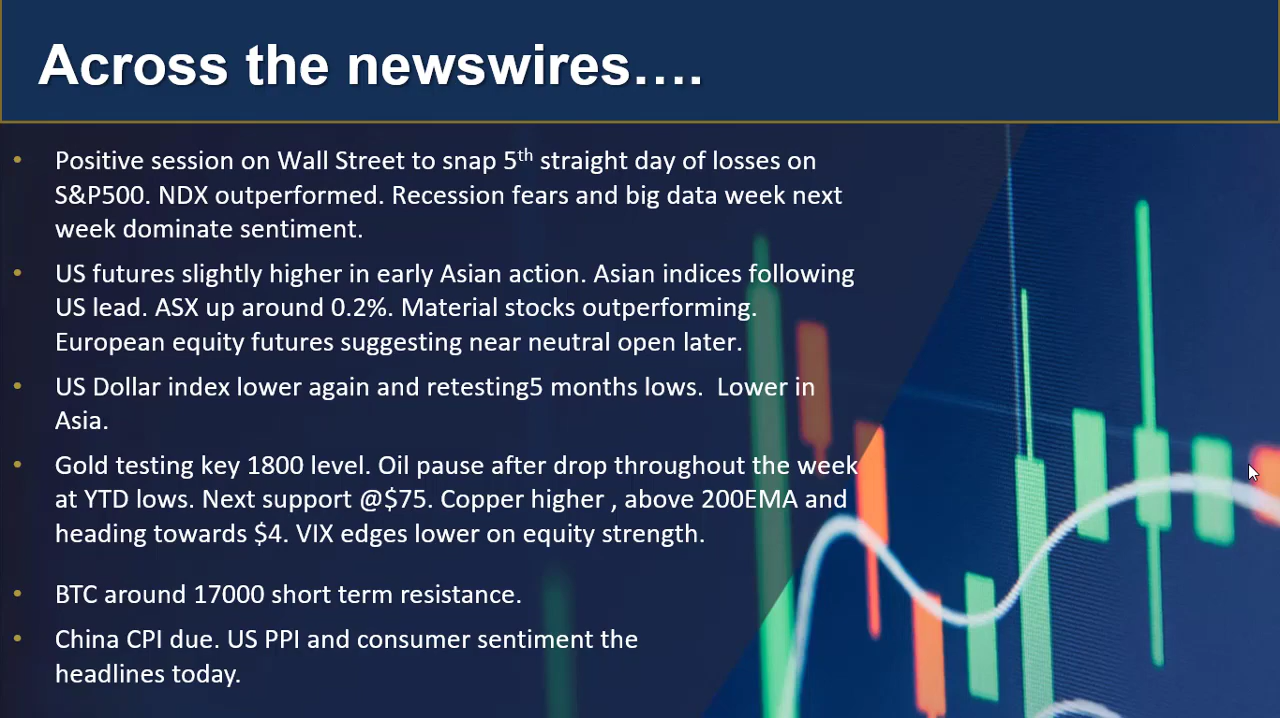 Across the newswires....
• Positive session on Wall Street to snap 5th straight day of losses on
S&P500. NDX outperformed. Recession fears and big data week next
week dominate sentiment.
• US futures slightly higher in early Asian action. Asian indices following
US lead. ASX up around 0.2%. Material stocks outperforming.
European equity futures suggesting near neutral open later.
• US Dollar index lower again and retesting5 months lows.  Lower in
Asia.
• Gold testing key 1800 level. Oil pause after drop throughout the week
at YTD lows. Next support @$75. Copper higher , above 200EMA and
heading towards $4. VIX edges lower on equity strength.
• BTC around 17000 short term resistance.
• China CPI due. US PPI and consumer sentiment the
headlines today.